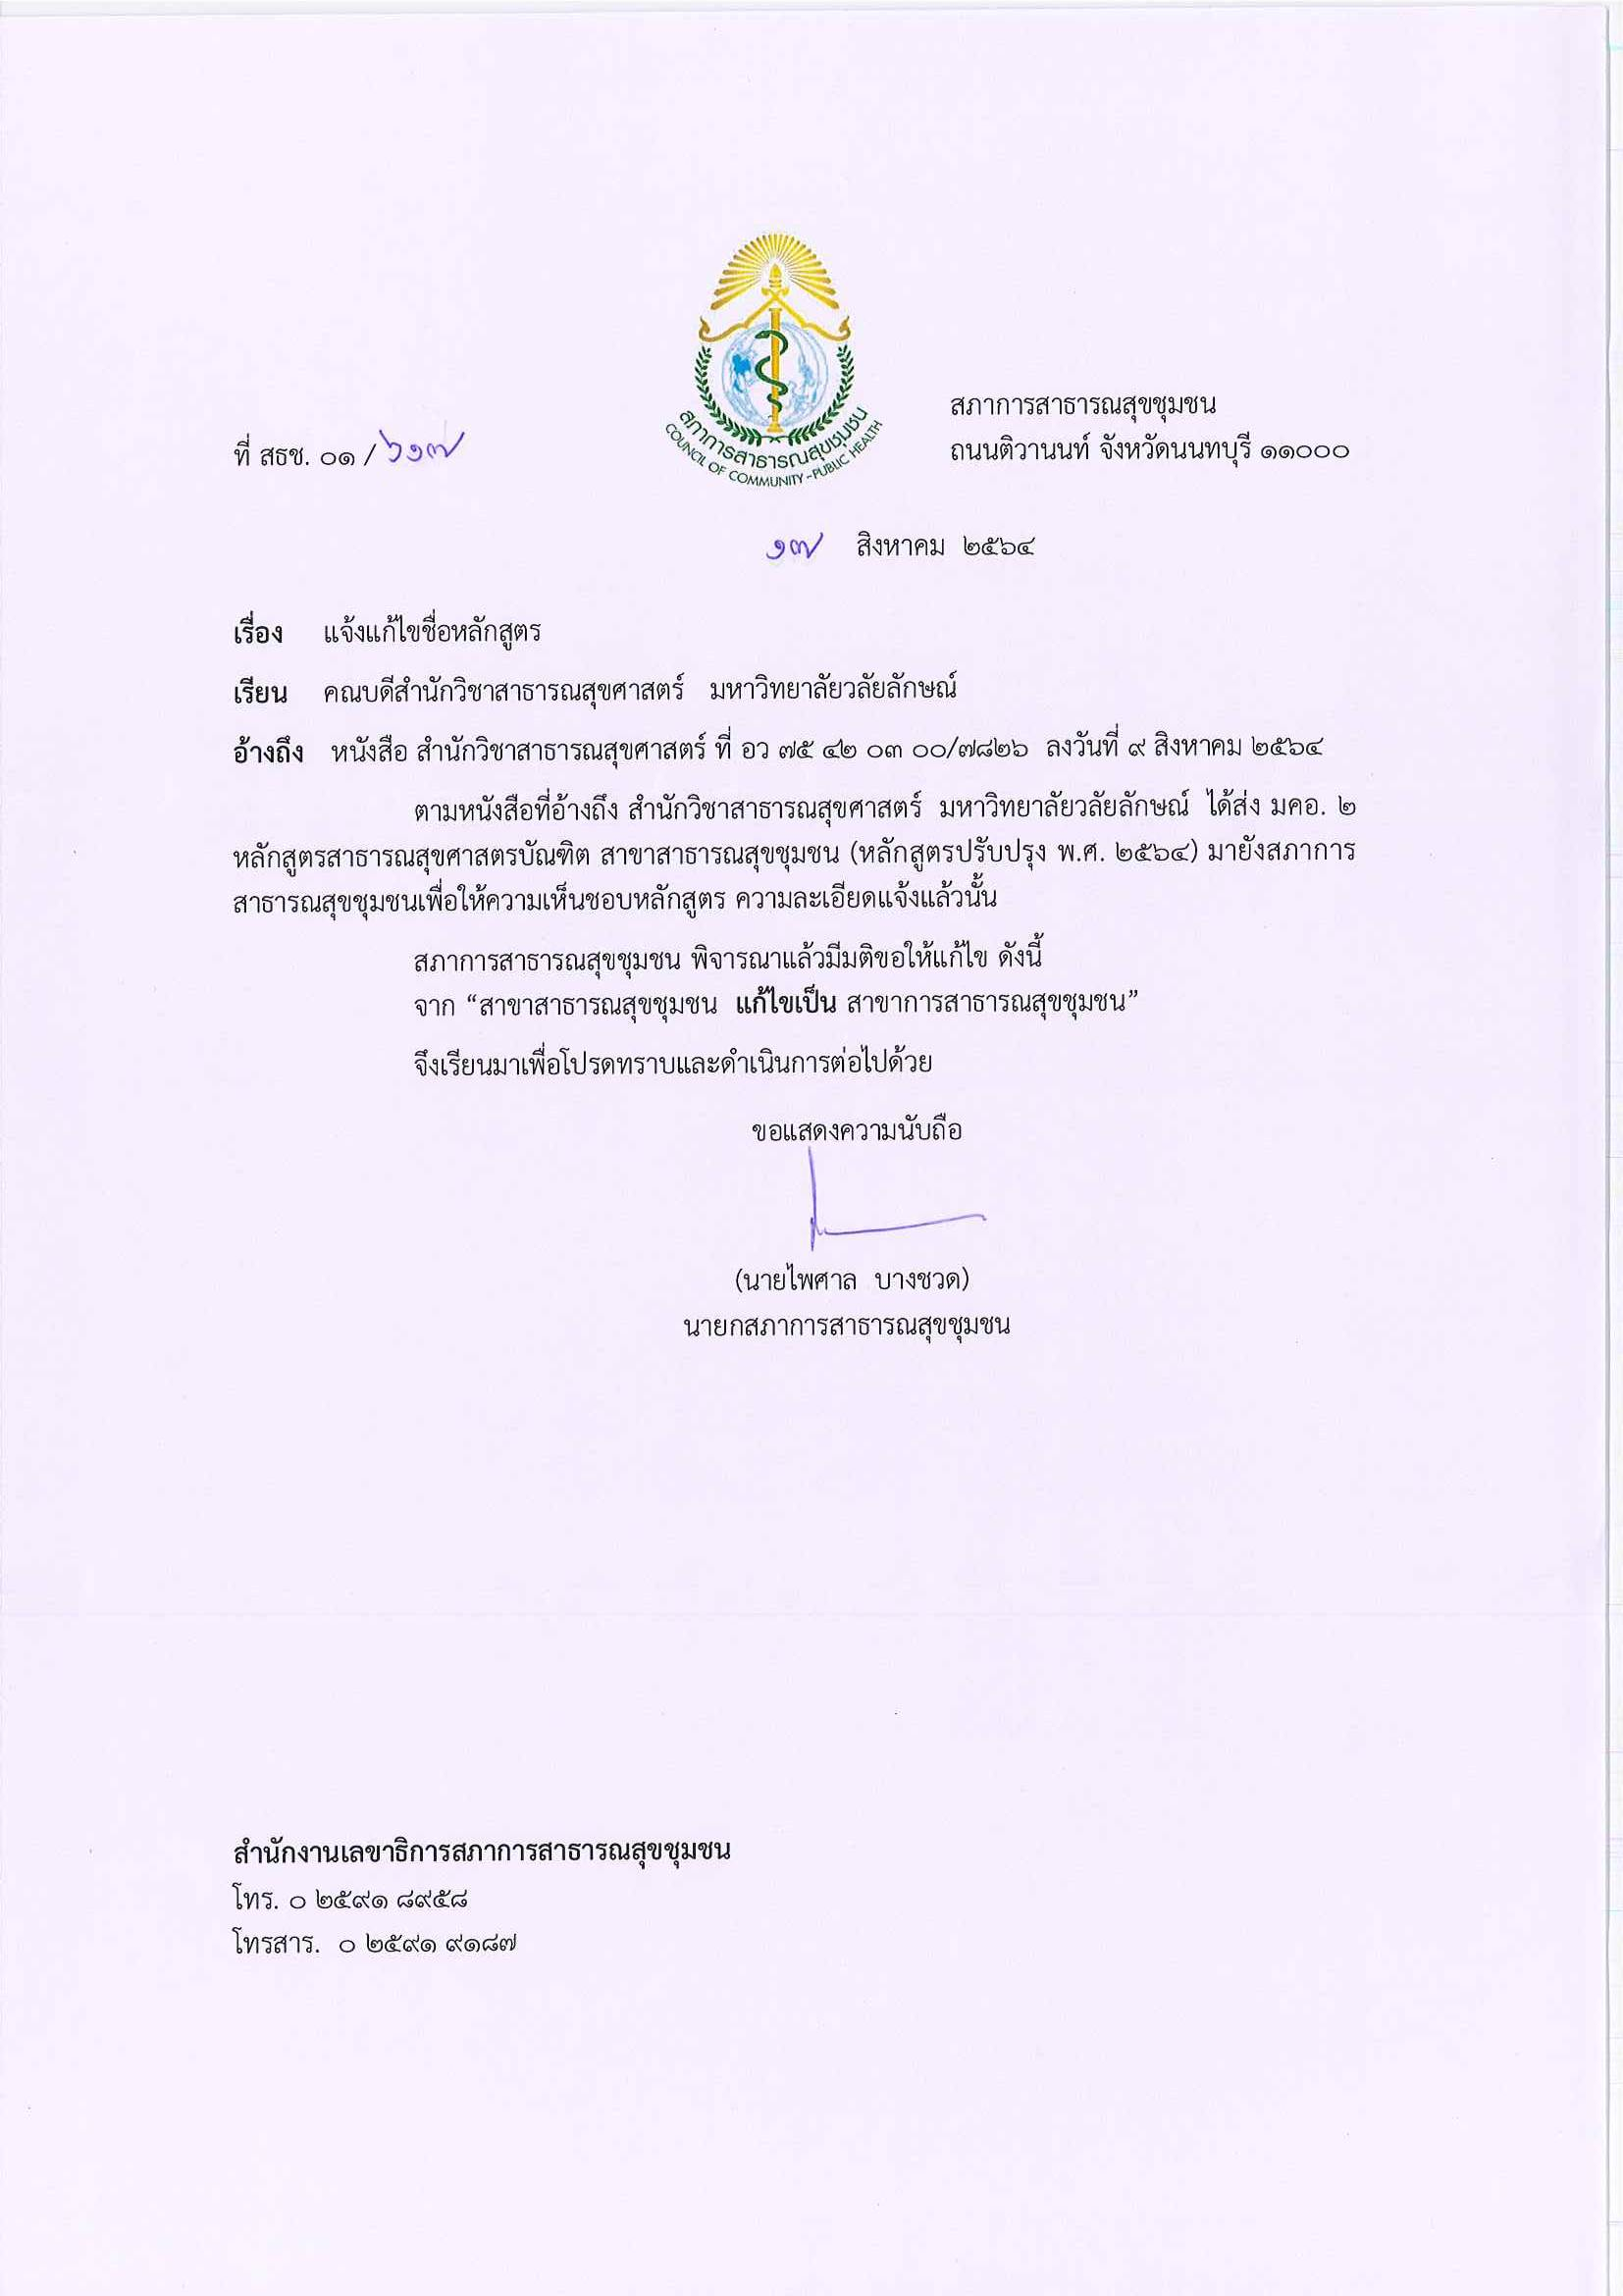 สภาการสาธารณสุขชุมชน
COUNCIL OF COMMUNITY-PUBLIC HEALTH
สภาการสาธารณสุขชุมชน
ที่ สธช. ๐๑ / ๖๑๗
ถนนติวานนท์ จังหวัดนนทบุรี ๑๑๐๐๐
๑๗ สิงหาคม ๒๕๖๔
เรื่อง แจ้งแก้ไขชื่อหลักสูตร
เรียน คณบดีสำนักวิชาสาธารณสุขศาสตร์ มหาวิทยาลัยวลัยลักษณ์
อ้างถึง หนังสือ สำนักวิชาสาธารณสุขศาสตร์ ที่ อว ๗๕ ๔๒ ๐๓ ๐๐/๗๘๒๖ ลงวันที่ ๙ สิงหาคม ๒๕๖๔
ตามหนังสือที่อ้างถึง สำนักวิชาสาธารณสุขศาสตร์ มหาวิทยาลัยวลัยลักษณ์ ได้ส่ง มคอ. ๒
หลักสูตรสาธารณสุขศาสตรบัณฑิต สาขาสาธารณสุขชุมชน (หลักสูตรปรับปรุง พ.ศ. ๒๕๖๔) มายังสภาการ
สาธารณสุขชุมชนเพื่อให้ความเห็นชอบหลักสูตร ความละเอียดแจ้งแล้วนั้น
สภาการสาธารณสุขชุมชน พิจารณาแล้วมีมติขอให้แก้ไข ดังนี้
จาก “สาขาสาธารณสุขชุมชน แก้ไขเป็น สาขาการสาธารณสุขชุมชน”
จึงเรียนมาเพื่อโปรดทราบและดำเนินการต่อไปด้วย
ขอแสดงความนับถือ
(นายไพศาล บางชวด)
นายกสภาการสาธารณสุขชุมชน
สำนักงานเลขาธิการสภาการสาธารณสุขชุมชน
โทร. ๐ ๒๕๙๑ ๘๙๕๘
โทรสาร. ๐ ๒๕๙๑ ๙๑๘๗